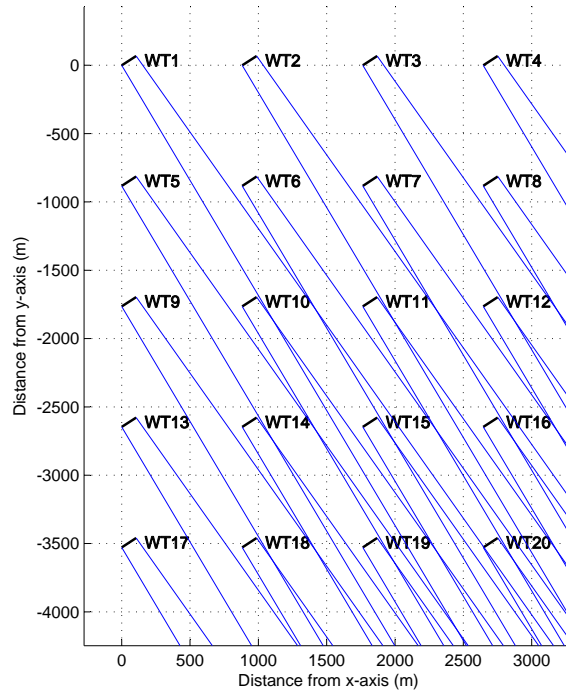 0 WT1 WT2 WT3 WT4
-500
-1000 WT5 WT6 WT7 WT8
-1500
WT9 WT10 WT11 WT12
-2000
-2500
WT13 WT14 WT15 WT16
-3000
-3500 WT17 WT18 WT19 WT20
-4000
Distance from y-axis (m)
0 500 1000 1500 2000 2500 3000
Distance from x-axis (m)